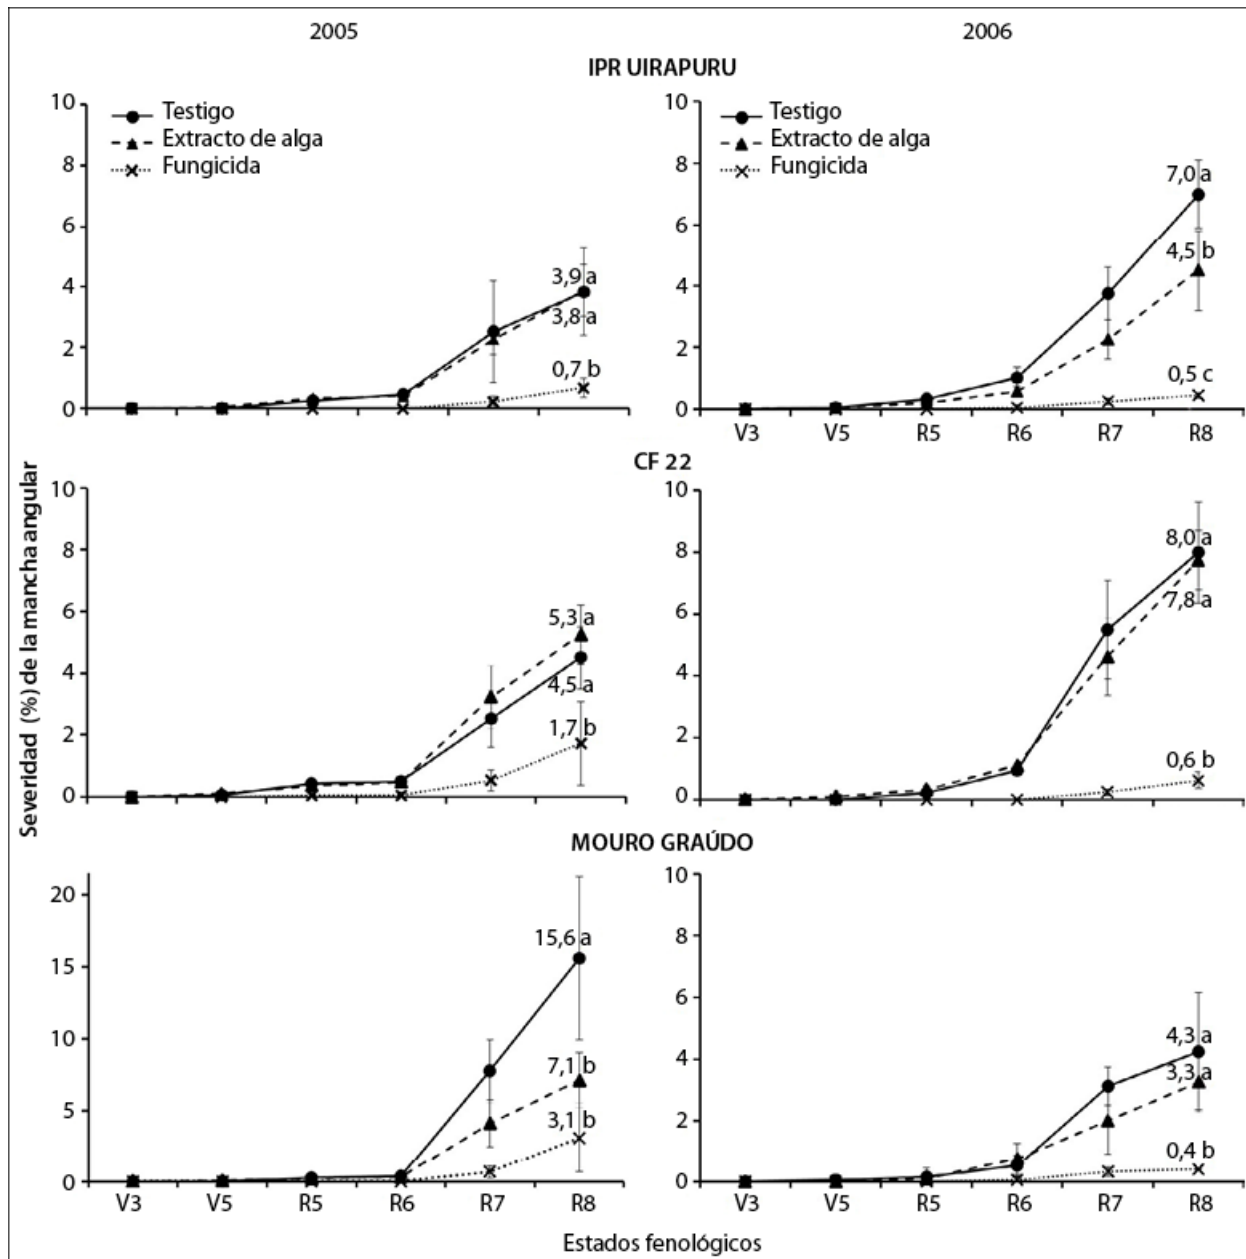 2005
2006
IPR UIRAPURU
10
8
6
4
2
0
Testigo
Extracto de alga
Fungicida
3,9 a
3,8 a
0,7 b
10
8
6
4
2
0
Testigo
Extracto de alga
Fungicida
7,0 a
4,5 b
0,5 c
V3 V5 R5 R6 R7 R8
CF 22
Severidad (%) de la mancha angular
10
8
6
4
2
0
5,3 a
4,5 a
1,7 b
10
8
6
4
2
0
8,0 a
7,8 a
0,6 b
MOURO GRAÚDO
20
15
10
5
0
15,6 a
7,1 b
3,1 b
V3 V5 R5 R6 R7 R8
10
8
6
4
2
0
4,3 a
3,3 a
0,4 b
V3 V5 R5 R6 R7 R8
Estados fenológicos